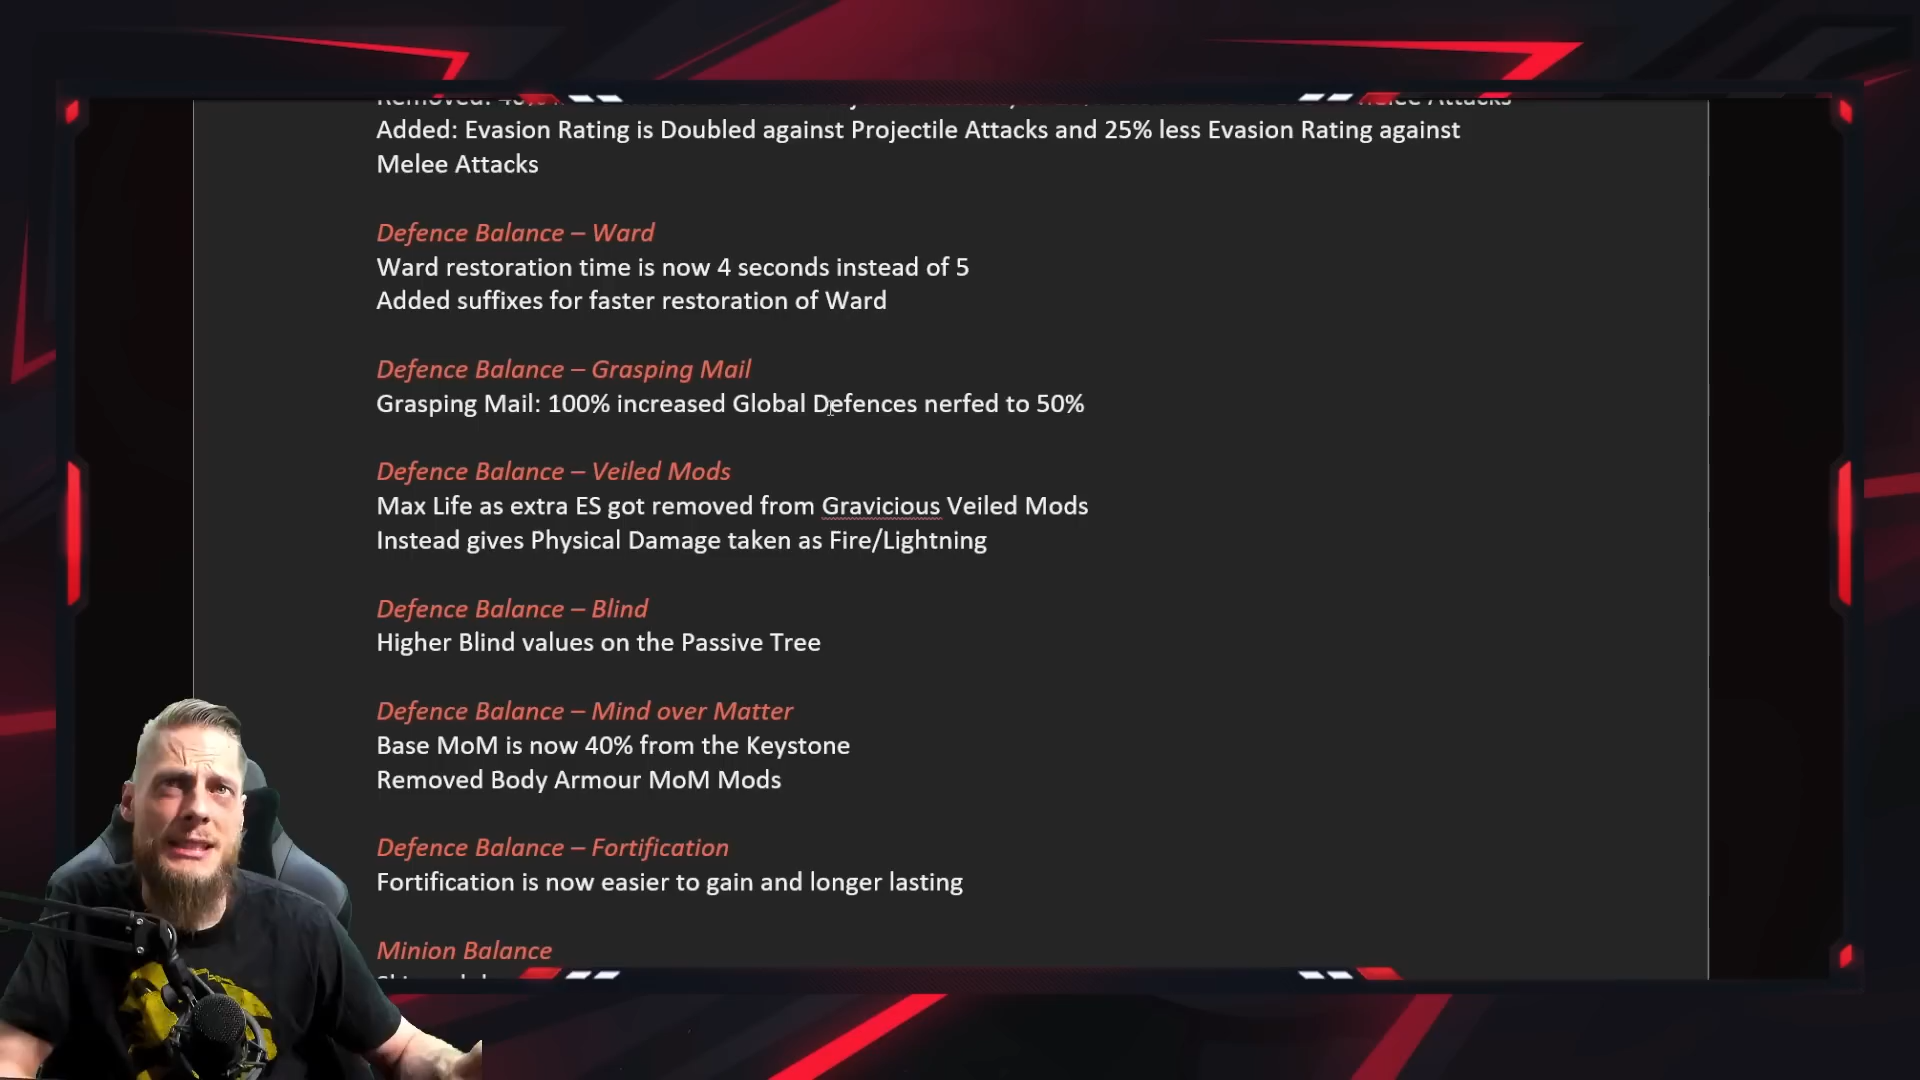 Removed: 40%
Melee Attacks
Added: Evasion Rating is Doubled against Projectile Attacks and 25% less Evasion Rating against
Melee Attacks
Defence Balance – Ward
Ward restoration time is now 4 seconds instead of 5
Added suffixes for faster restoration of Ward
Defence Balance – Grasping Mail
Grasping Mail: 100% increased Global Defences nerfed to 50%
Defence Balance – Veiled Mods
Max Life as extra ES got removed from Gravicious Veiled Mods
Instead gives Physical Damage taken as Fire/Lightning
Defence Balance – Blind
Higher Blind values on the Passive Tree
Defence Balance – Mind over Matter
Base MoM is now 40% from the Keystone
Removed Body Armour MoM Mods
Defence Balance – Fortification
Fortification is now easier to gain and longer lasting
Minion Balance